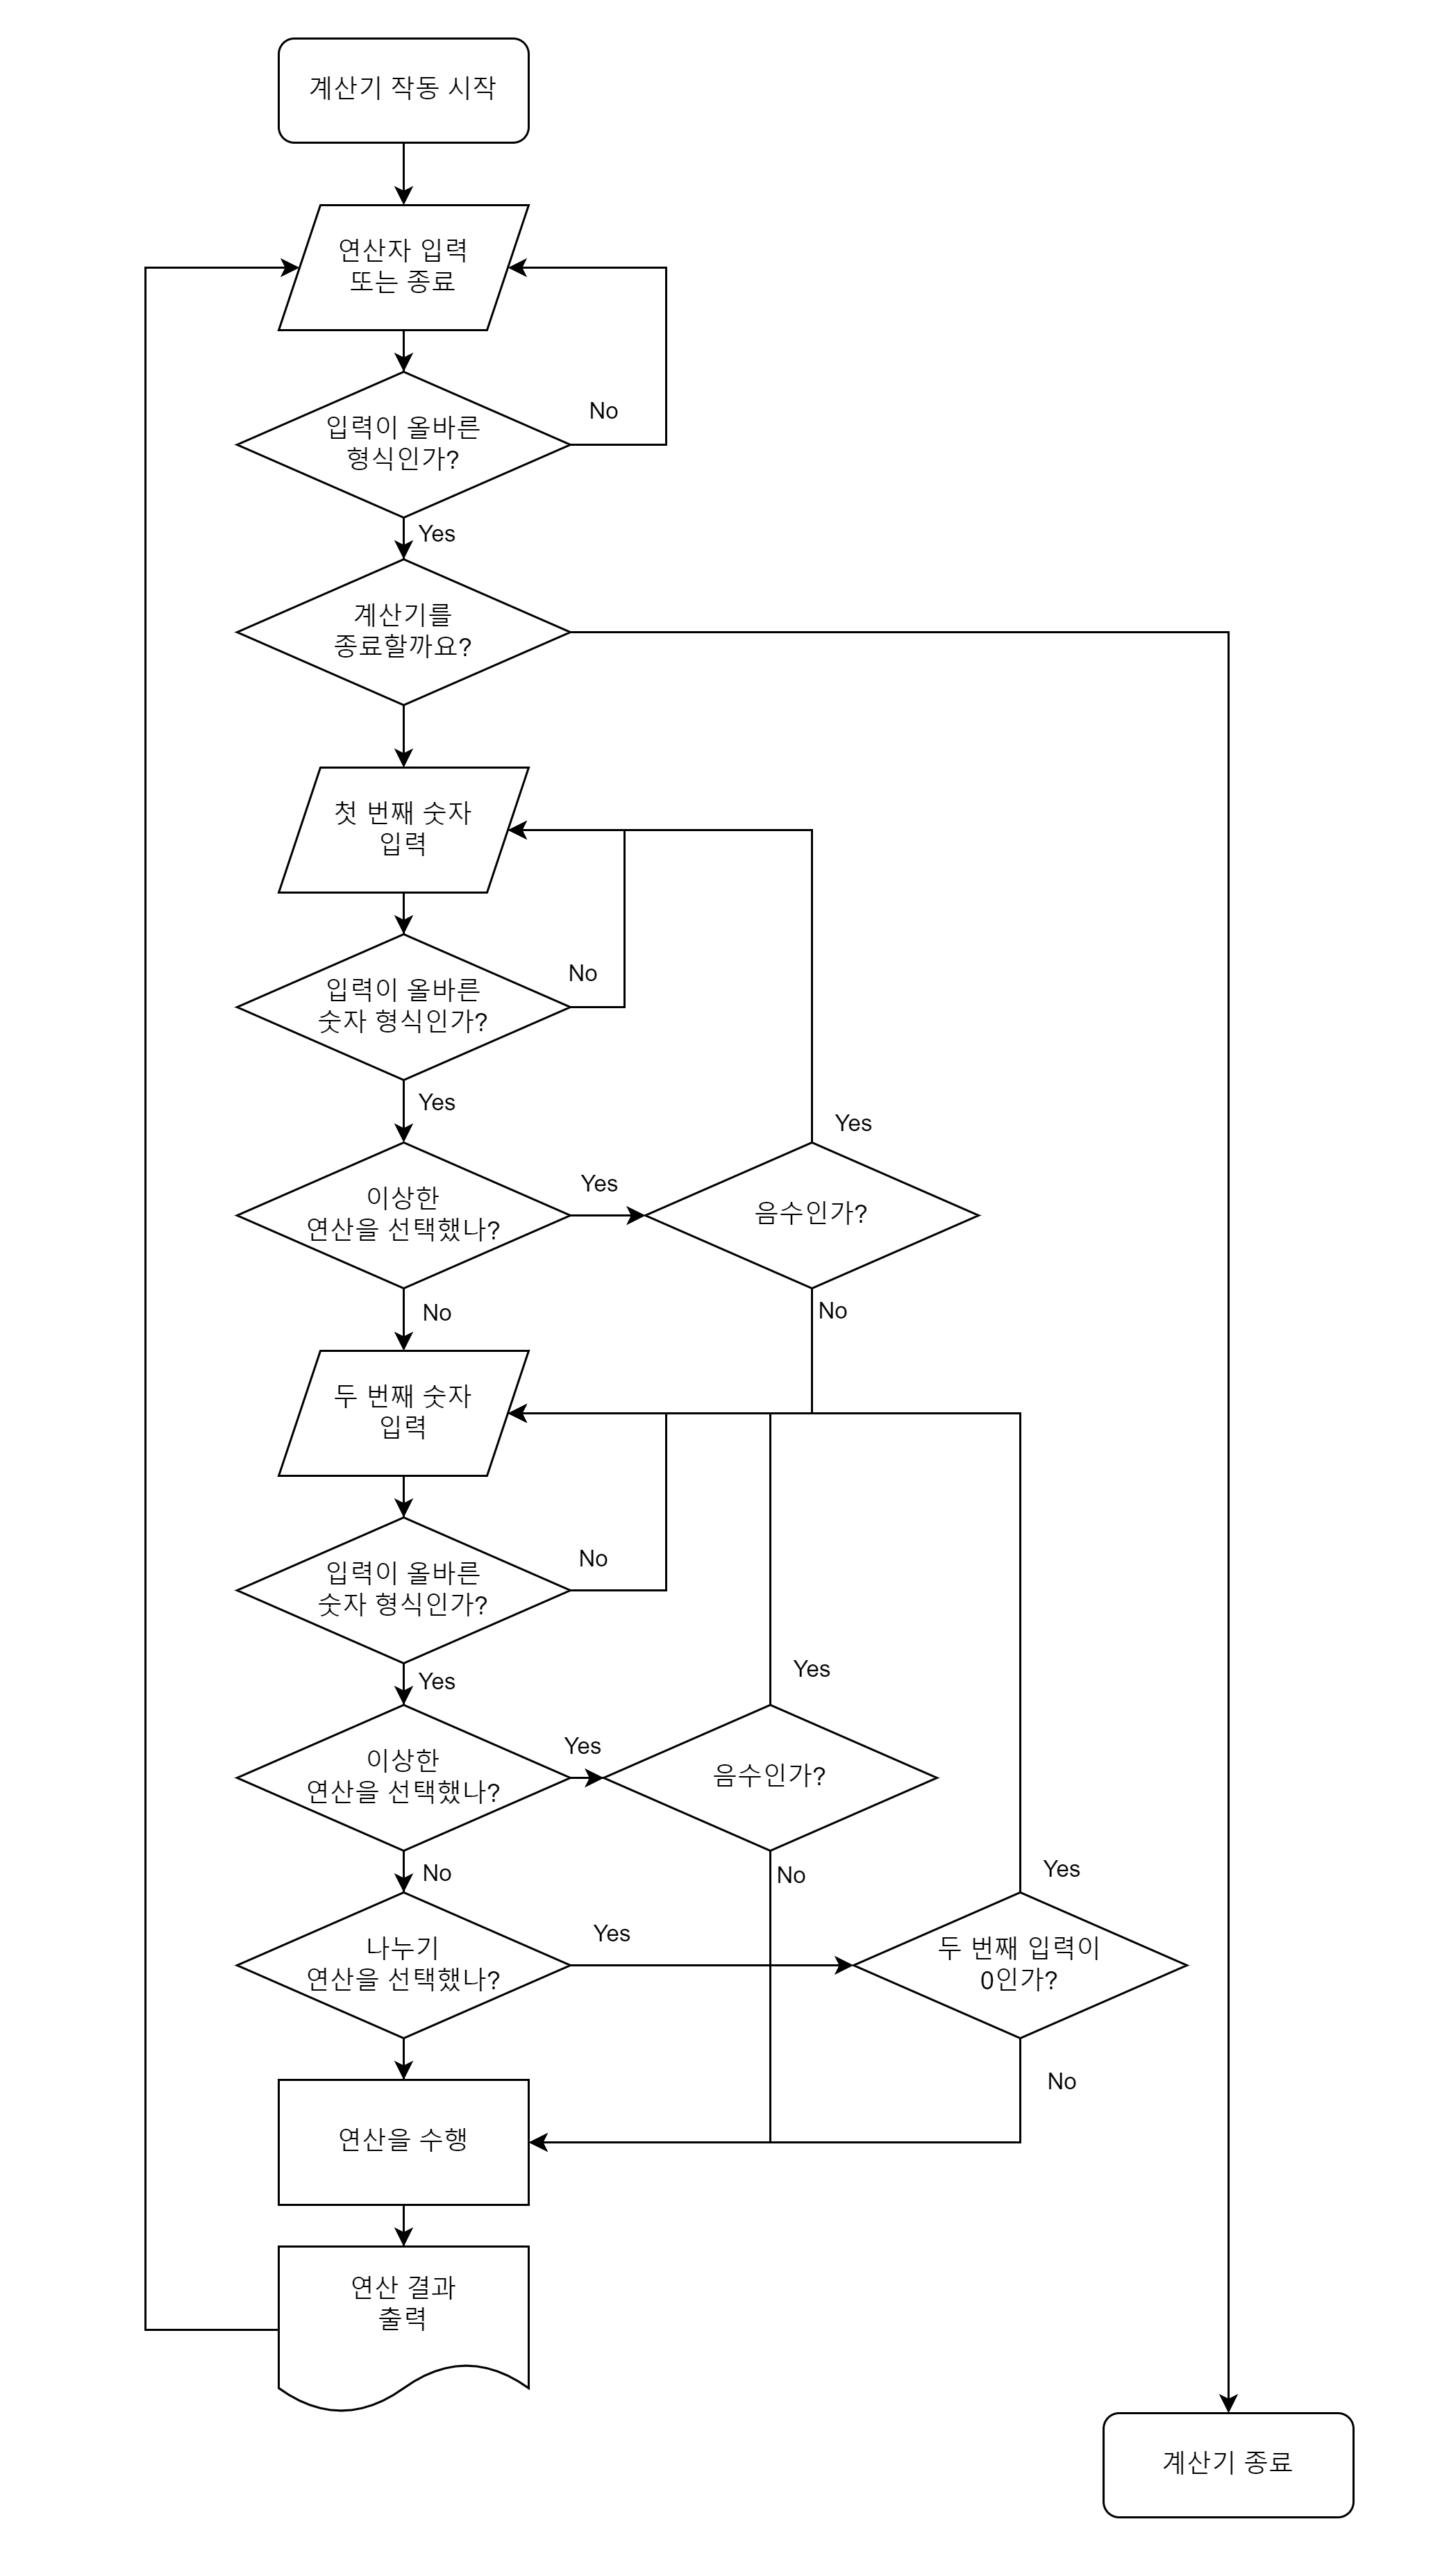 계산기 작동 시작
연산자 입력
또는 종료
입력이 올바른
형식인가?
No
Yes
계산기를
종료할까요?
첫 번째 숫자
입력
입력이 올바른
숫자 형식인가?
No
Yes
이상한
연산을 선택했나?
Yes
음수인가?
Yes
No
No
두 번째 숫자
입력
입력이 올바른
숫자 형식인가?
No
Yes
이상한
연산을 선택했나?
Yes
음수인가?
Yes
No
No
나누기
연산을 선택했나?
Yes
두 번째 입력이
0인가?
Yes
No
연산을 수행
연산 결과
출력
계산기 종료